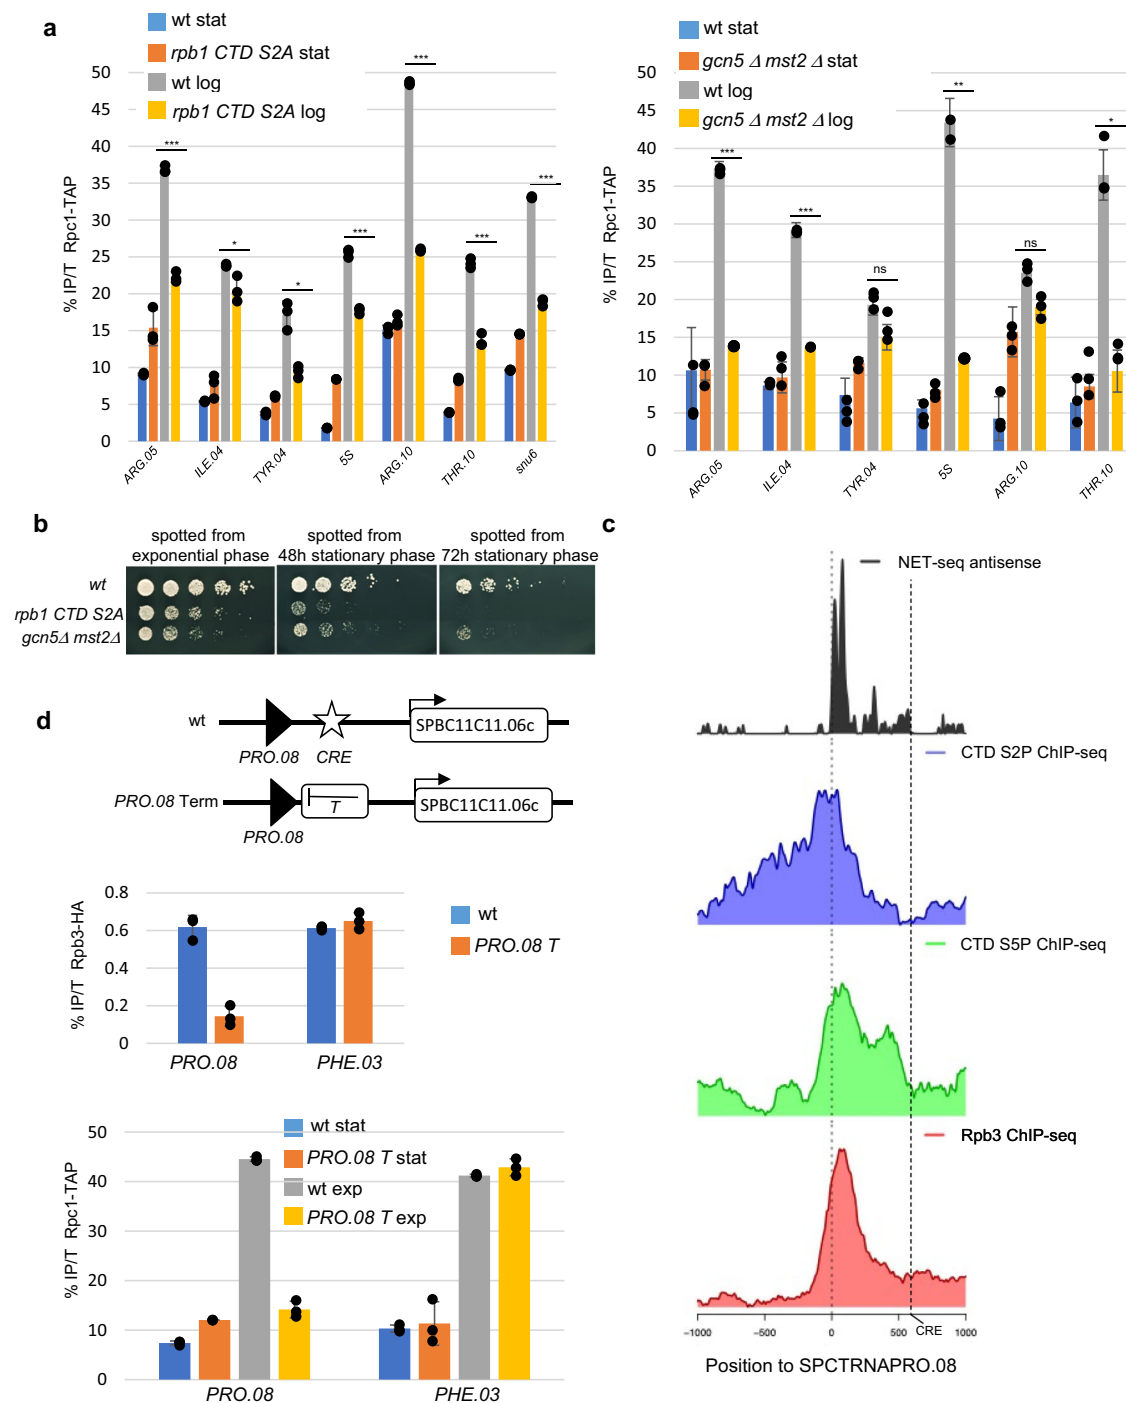 a
wt stat
rpb1 CTD S2A stat
wt log
rpb1 CTD S2A log
% IP/T Rpc1-TAP
50
45
40
35
30
25
20
15
10
5
0
***
*
*
***
***
***
***
ARG.05
ILE.04
TYR.04
5S
ARG.10
THR.10
snu6
wt stat
gcn5 Δ mst2 Δ stat
wt log
gcn5 Δ mst2 Δ log
% IP/T Rpc1-TAP
50
45
40
35
30
25
20
15
10
5
0
***
***
ns
**
ns
*
ARG.05
ILE.04
TYR.04
5S
ARG.10
THR.10
b
spotted from
exponential phase
spotted from
48h stationary phase
spotted from
72h stationary phase
wt
rpb1 CTD S2A
gcn5Δ mst2Δ
c
NET-seq antisense
CTD S2P ChIP-seq
CTD S5P ChIP-seq
Rpb3 ChIP-seq
−1000
−500
0
500
CRE
1000
Position to SPCTRNAPRO.08
d
wt
PRO.08
CRE
SPBC11C11.06c
PRO.08 Term
T
PRO.08
SPBC11C11.06c
% IP/T Rpb3-HA
0.8
0.6
0.4
0.2
0
PRO.08
PHE.03
wt
PRO.08 T
% IP/T Rpc1-TAP
50
40
30
20
10
0
wt stat
PRO.08 T stat
wt exp
PRO.08 T exp
PRO.08
PHE.03